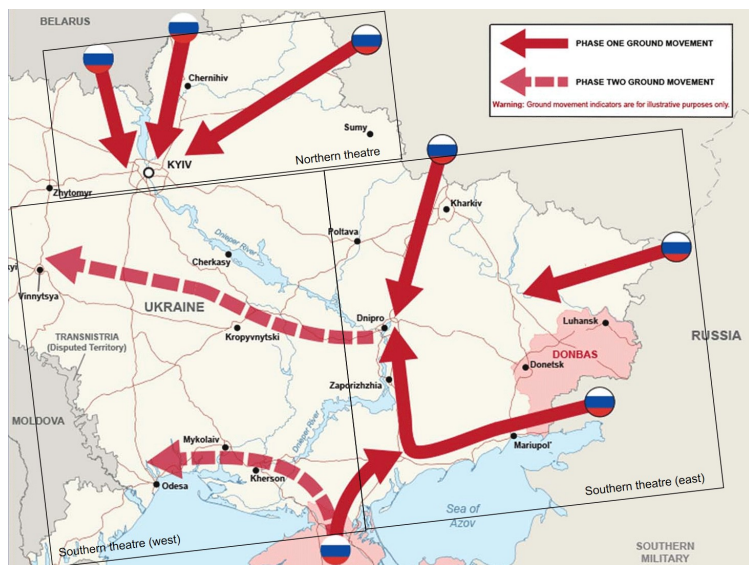 BELARUS
PHASE ONE GROUND MOVEMENT
PHASE TWO GROUND MOVEMENT
Warning: Ground movement indicators are for illustrative purposes only.
Chernihiv
Sumy
Northern theatre
KYIV
Zhytomyr
Kharkiv
Poltava
Dnieper River
Cherkasy
kyi
Vinnytsya
UKRAINE
Dnipro
Luhansk
RUSSIA
Kropyvnytski
TRANSNISTRIA
(Disputed Territory)
DONBAS
Donetsk
Zaporizhzhia
MOLDOVA
Dnieper River
Mykolaiv
Mariupol'
Kherson
Odesa
Southern theatre (east)
Sea of
Azov
Southern theatre (west)
SOUTHERN
MILITARY